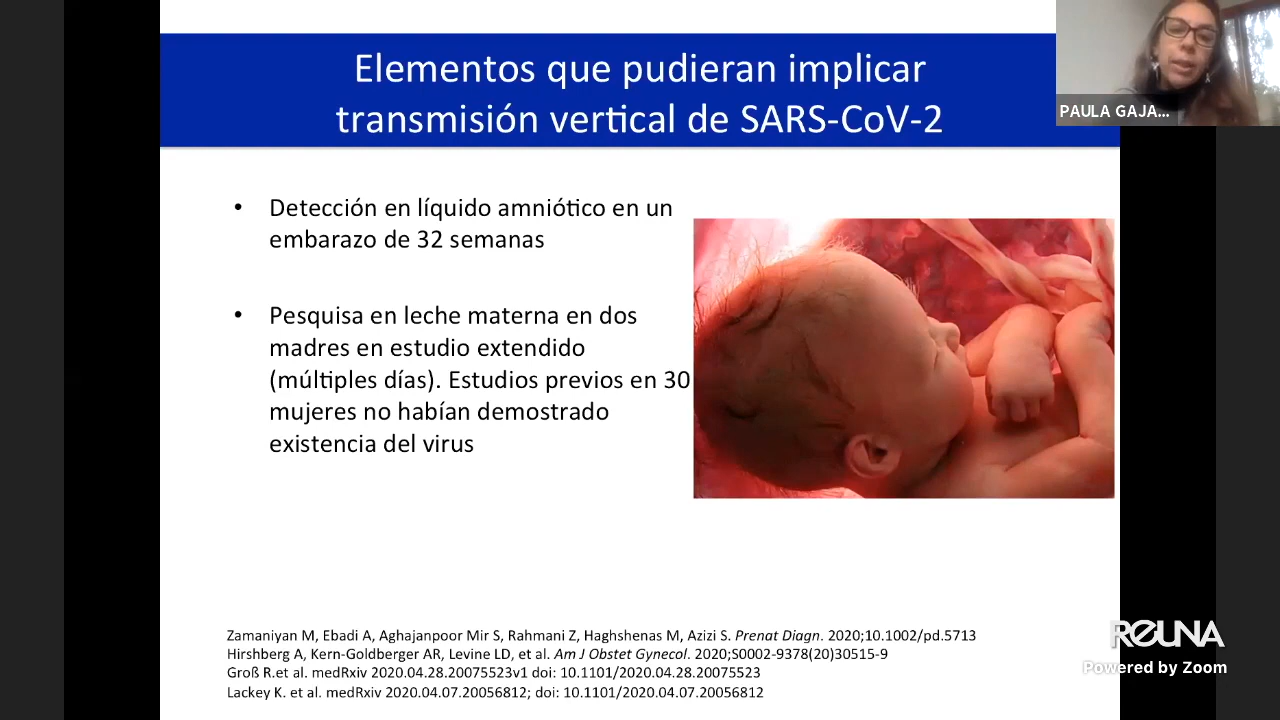 Elementos que pudieran implicar
transmisión vertical de SARS-CoV-2
PAULA GAJA...
• Detección en líquido amniótico en un
embarazo de 32 semanas
• Pesquisa en leche materna en dos
madres en estudio extendido
(múltiples días). Estudios previos en 30
mujeres no habían demostrado
existencia del virus
Zamaniyan M, Ebadi A, Aghajanpoor Mir S, Rahmani Z, Haghshenas M, Azizi S. Prenat Diagn. 2020;10.1002/pd.5713
Hirshberg A, Kern-Goldberger AR, Levine LD, et al. Am J Obstet Gynecol. 2020;S0002-9378(20)30515-9
Groß R.et al. medRxiv 2020.04.28.20075523v1 doi: 10.1101/2020.04.28.20075523
Lackey K. et al. medRxiv 2020.04.07.20056812; doi: 10.1101/2020.04.07.20056812
REUNA
Powered by Zoom